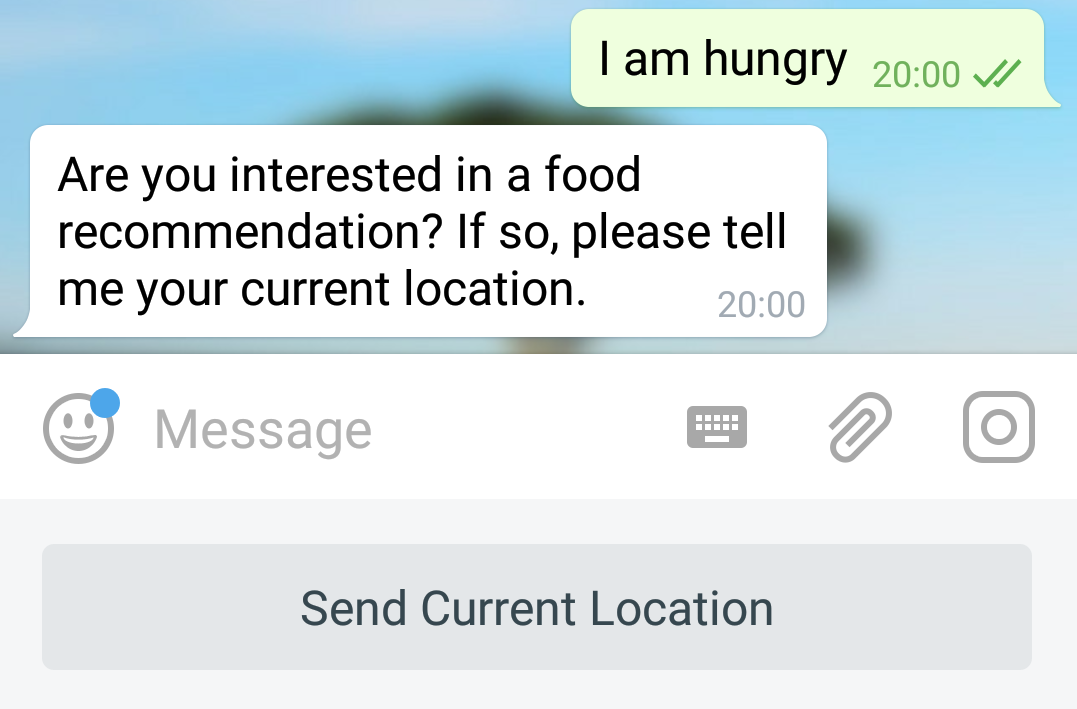 I am hungry 20:00
Are you interested in a food
recommendation? If so, please tell
me your current location. 20:00
Message
Send Current Location